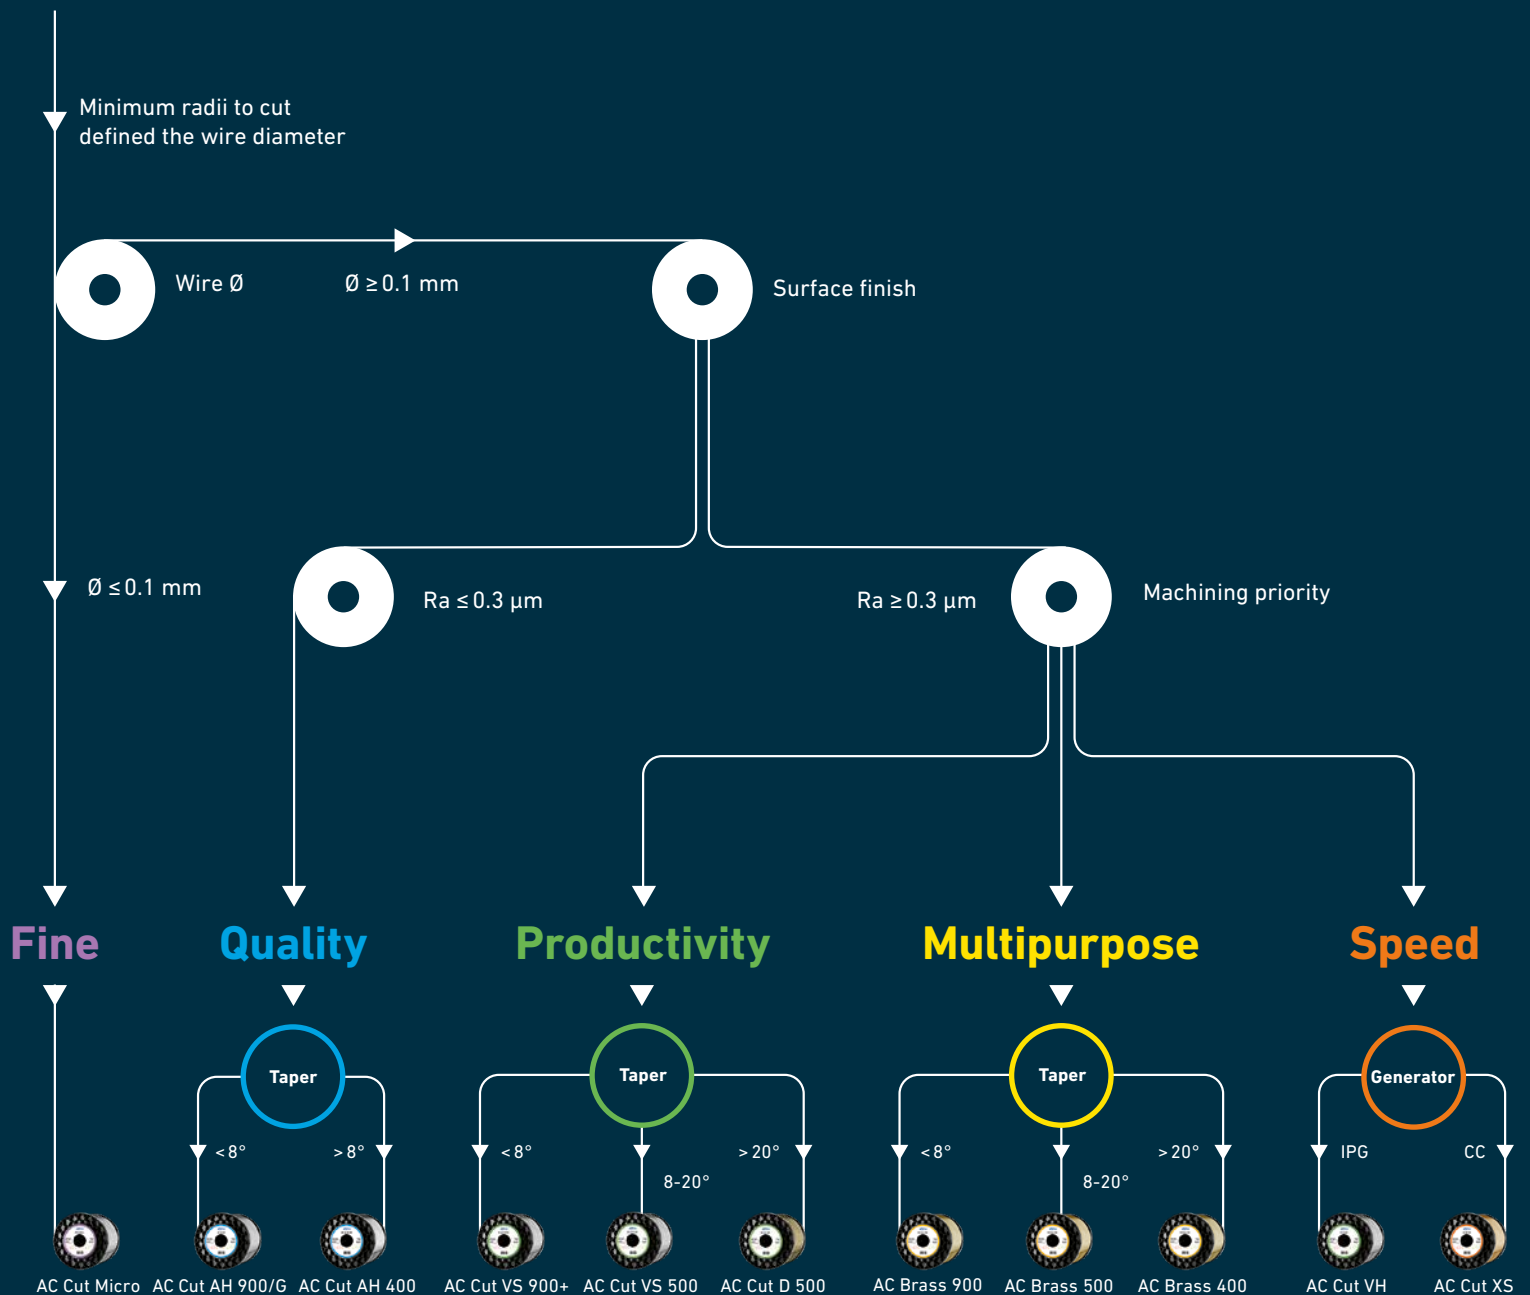 Minimum radii to cut
defined the wire diameter
Wire Ø
Ø ≥ 0.1 mm
Surface finish
Ø ≤ 0.1 mm
Ra ≤ 0.3 µm
Ra ≥ 0.3 µm
Machining priority
Fine
Quality
Productivity
Multipurpose
Speed
Taper
Taper
Taper
Generator
< 8°
> 8°
< 8°
8-20°
> 20°
< 8°
8-20°
> 20°
IPG
CC
AC Cut Micro
AC Cut AH 900/G
AC Cut AH 400
AC Cut VS 900+
AC Cut VS 500
AC Cut D 500
AC Brass 900
AC Brass 500
AC Brass 400
AC Cut VH
AC Cut XS